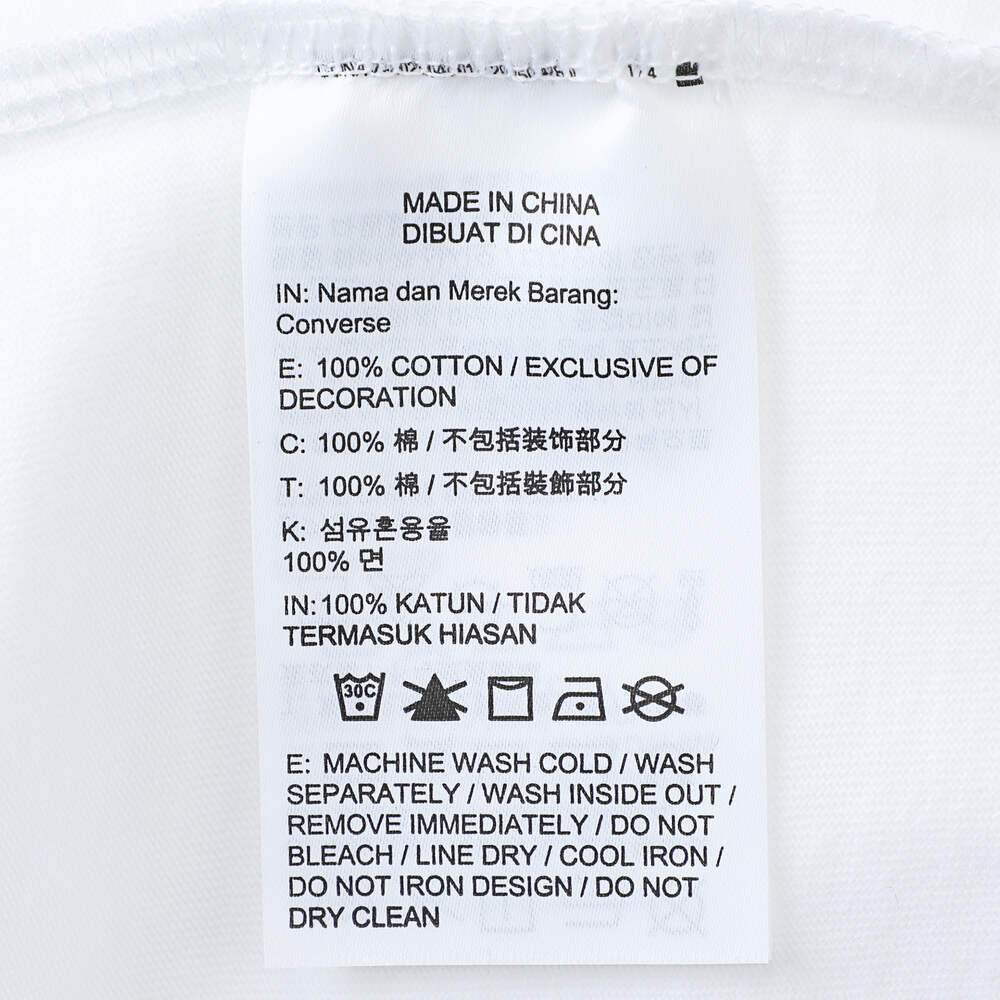 1/4
MADE IN CHINA
DIBUAT DI CINA
IN: Nama dan Merek Barang:
Converse
E: 100% COTTON / EXCLUSIVE OF
DECORATION
C: 100% 棉 / 不包括装饰部分
T: 100% 棉 / 不包括裝飾部分
K: 섬유혼용율
100% 면
IN: 100% KATUN / TIDAK
TERMASUK HIASAN
30C
E: MACHINE WASH COLD / WASH
SEPARATELY / WASH INSIDE OUT /
REMOVE IMMEDIATELY / DO NOT
BLEACH / LINE DRY / COOL IRON /
DO NOT IRON DESIGN / DO NOT
DRY CLEAN